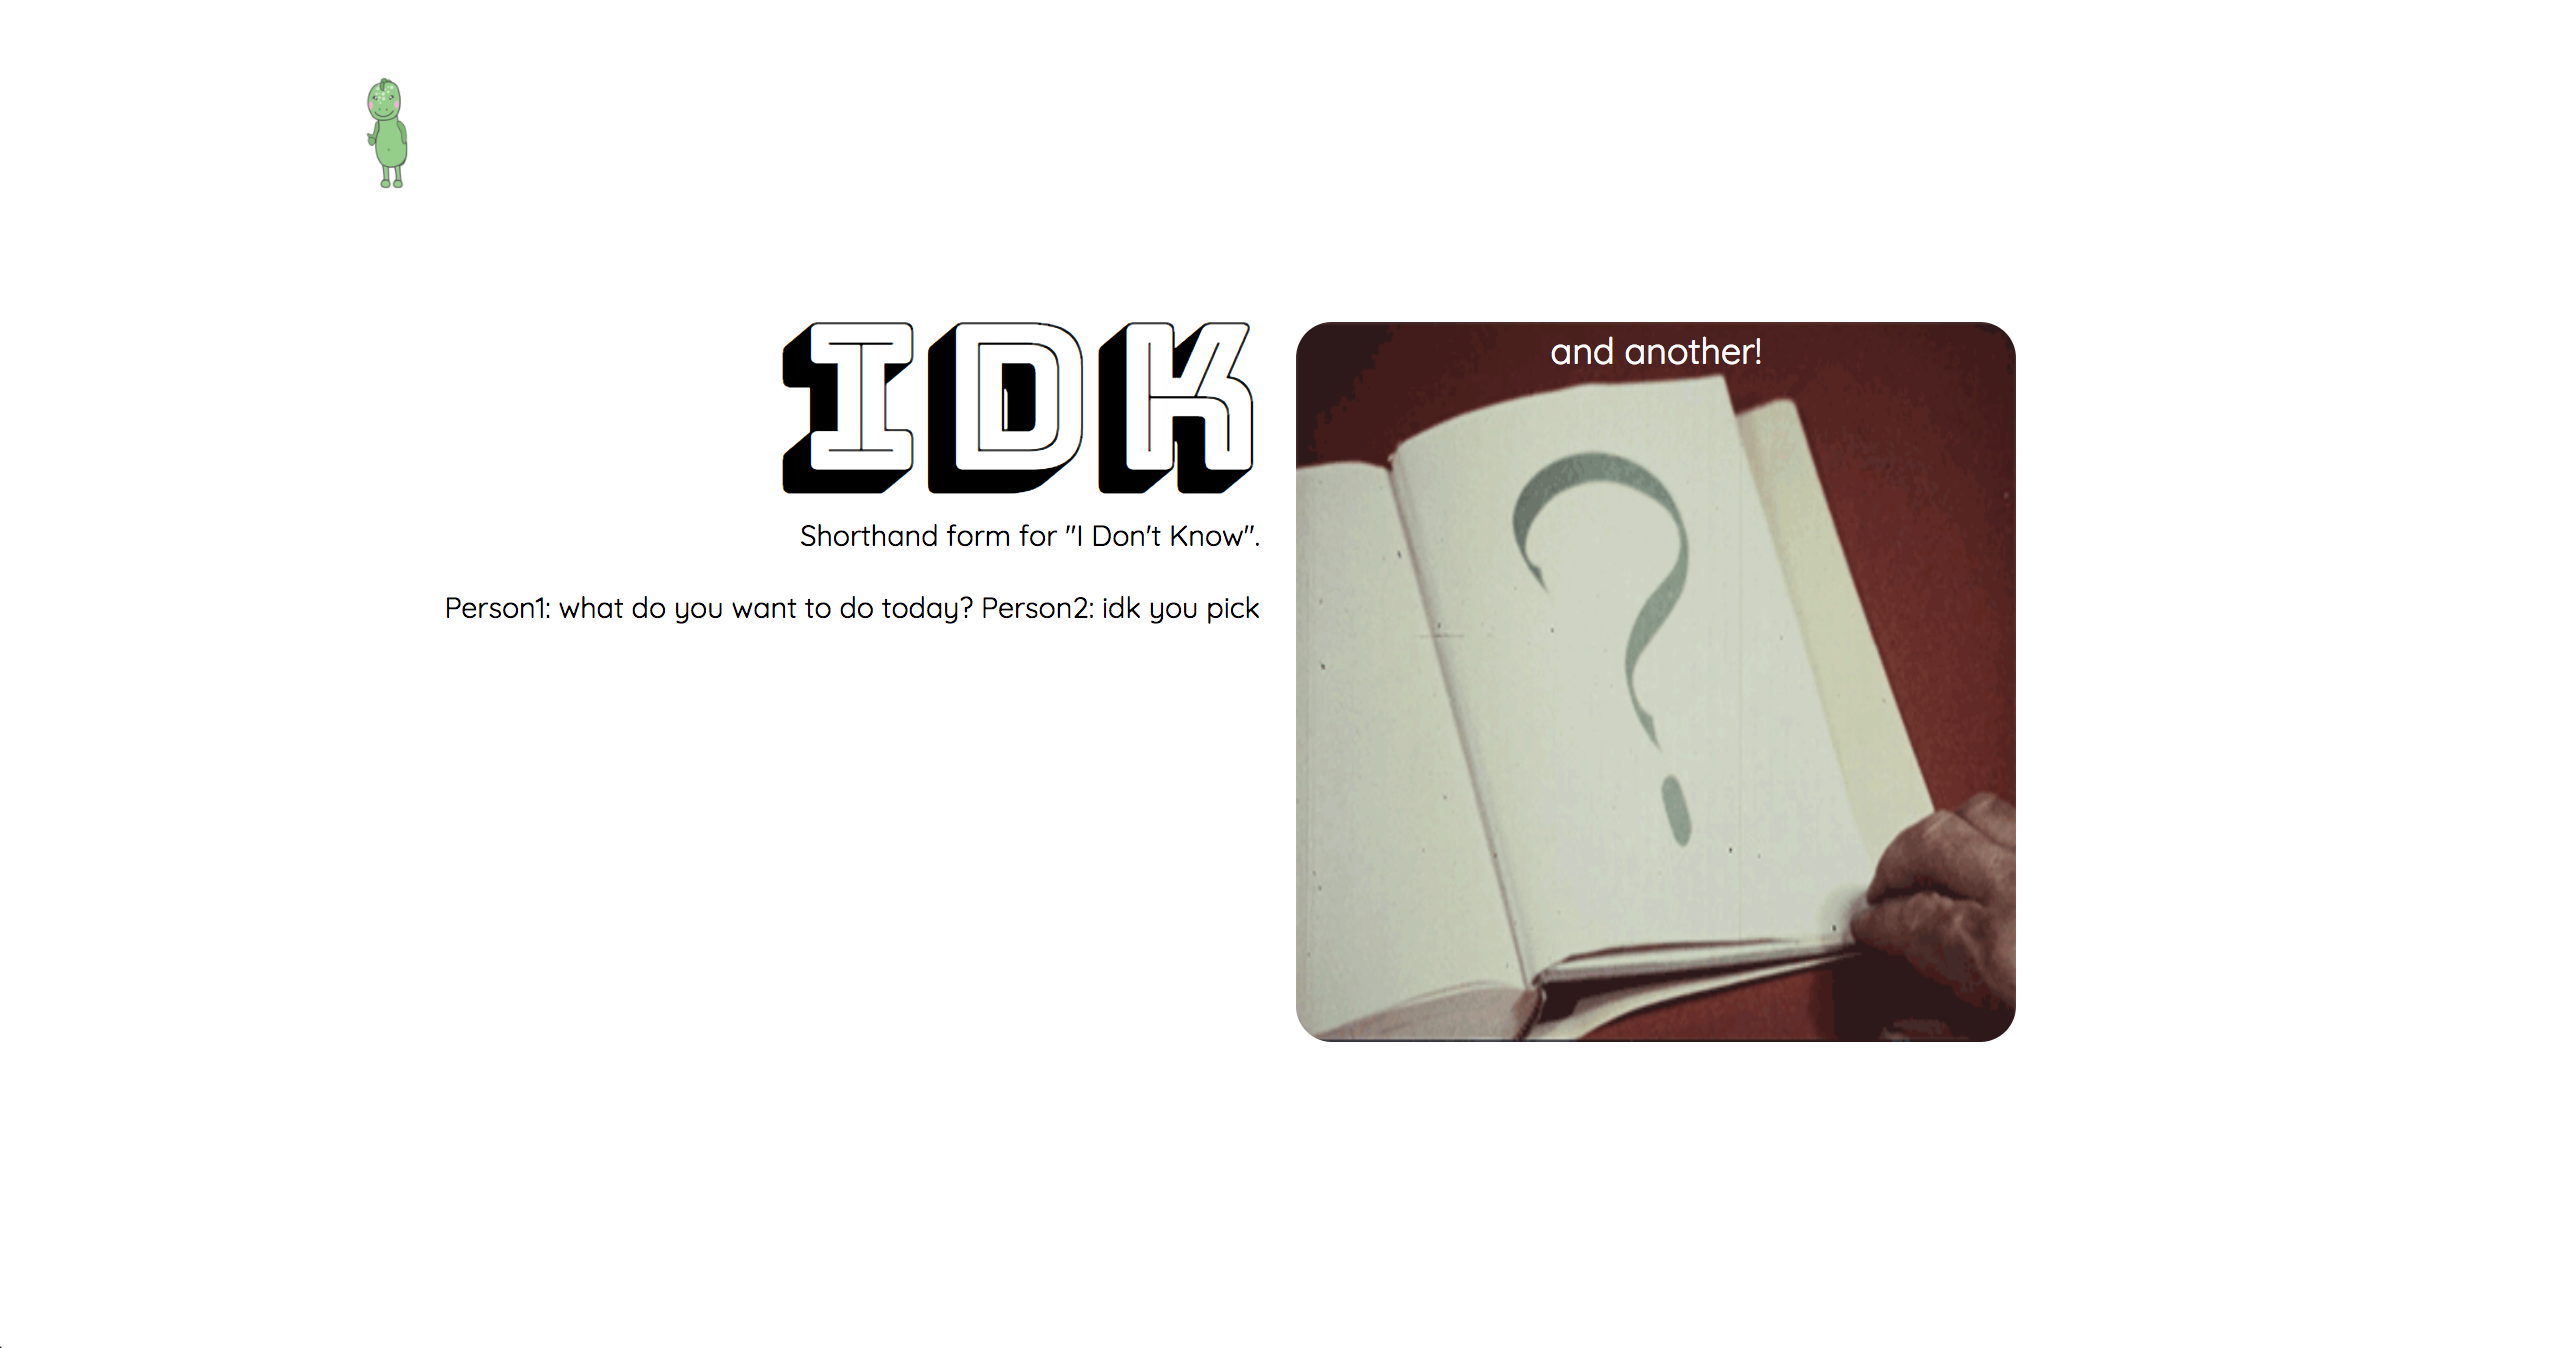 IDK
Shorthand form for "I Don't Know".
Person1: what do you want to do today? Person2: idk you pick
and another!
?